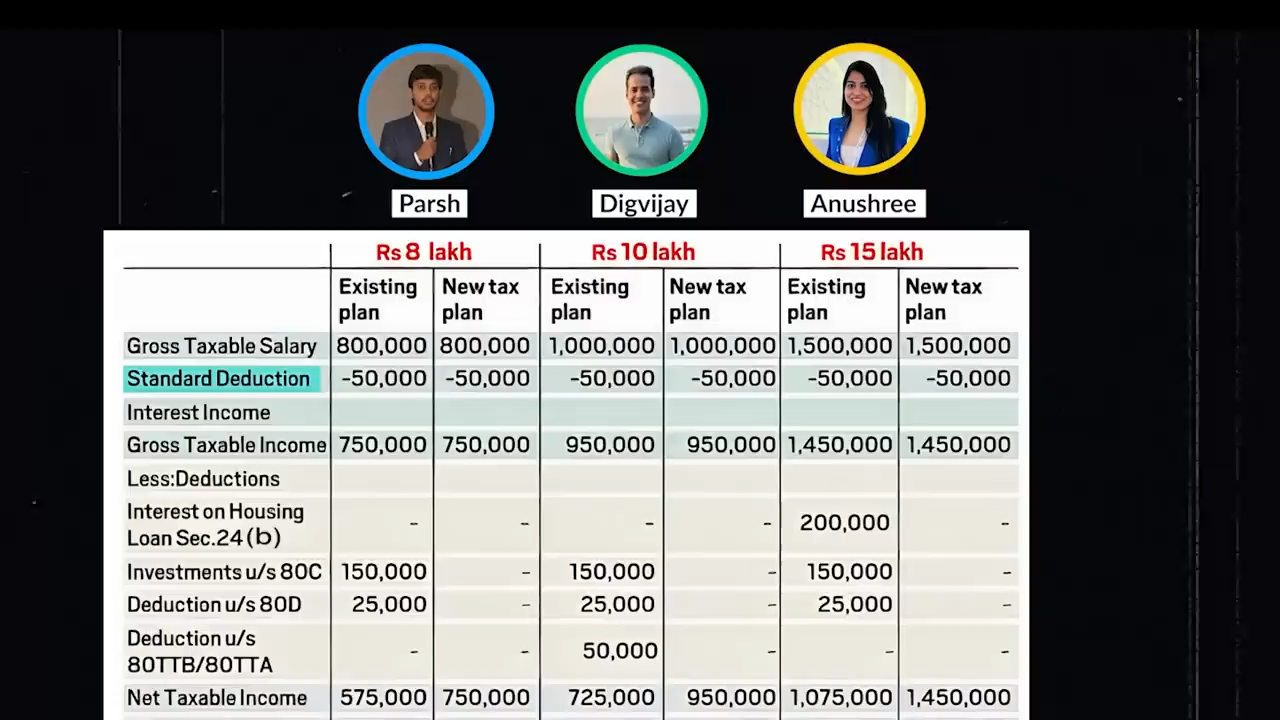 Parsh Digvijay Anushree
Rs 8 lakh Rs 10 lakh Rs 15 lakh
Existing New tax Existing New tax Existing New tax
plan plan plan plan plan plan
Gross Taxable Salary 800,000 800,000 1,000,000 1,000,000 1,500,000 1,500,000
Standard Deduction -50,000 -50,000 -50,000 -50,000 -50,000 -50,000
Interest Income
Gross Taxable Income 750,000 750,000 950,000 950,000 1,450,000 1,450,000
Less:Deductions
Interest on Housing
Loan Sec.24 (b) - - - - 200,000 -
Investments u/s 80C 150,000 - 150,000 - 150,000 -
Deduction u/s 80D 25,000 - 25,000 - 25,000 -
Deduction u/s
80TTB/80TTA - - 50,000 - - -
Net Taxable Income 575,000 750,000 725,000 950,000 1,075,000 1,450,000